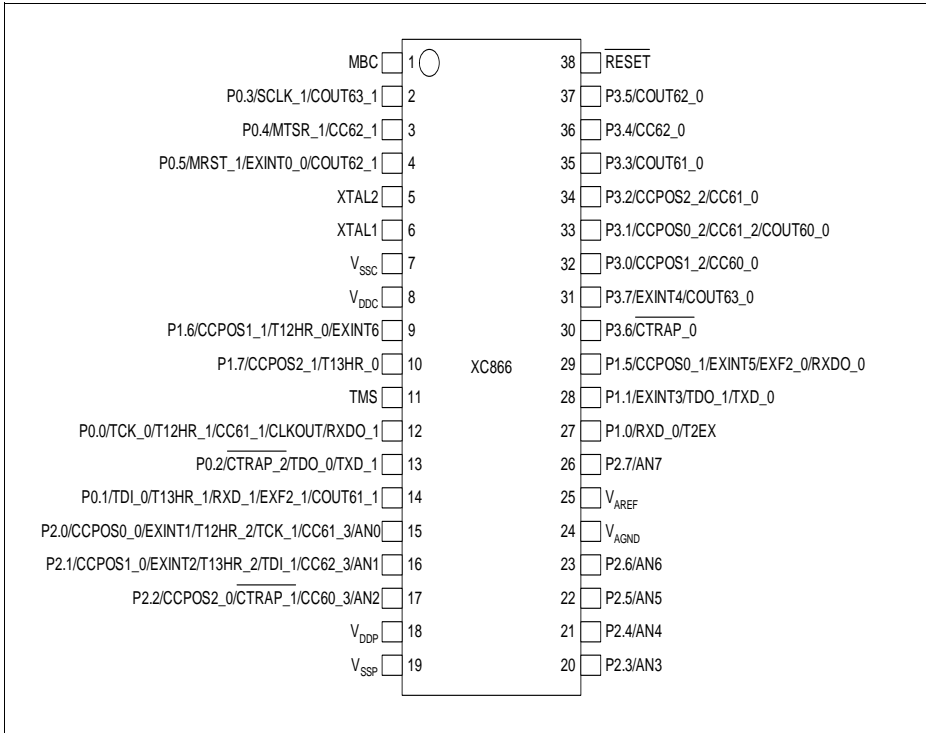 MBC 1 38 RESET
P0.3/SCLK_1/COUT63_1 2 37 P3.5/COUT62_0
P0.4/MTSR_1/CC62_1 3 36 P3.4/CC62_0
P0.5/MRST_1/EXINT0_0/COUT62_1 4 35 P3.3/COUT61_0
XTAL2 5 34 P3.2/CCPOS2_2/CC61_0
XTAL1 6 33 P3.1/CCPOS0_2/CC61_2/COUT60_0
VSSC 7 32 P3.0/CCPOS1_2/CC60_0
VDDC 8 31 P3.7/EXINT4/COUT63_0
P1.6/CCPOS1_1/T12HR_0/EXINT6 9 30 P3.6/CTRAP_0
P1.7/CCPOS2_1/T13HR_0 10 XC866 29 P1.5/CCPOS0_1/EXINT5/EXF2_0/RXDO_0
TMS 11 28 P1.1/EXINT3/TDO_1/TXD_0
P0.0/TCK_0/T12HR_1/CC61_1/CLKOUT/RXDO_1 12 27 P1.0/RXD_0/T2EX
P0.2/CTRAP_2/TDO_0/TXD_1 13 26 P2.7/AN7
P0.1/TDI_0/T13HR_1/RXD_1/EXF2_1/COUT61_1 14 25 VAREF
P2.0/CCPOS0_0/EXINT1/T12HR_2/TCK_1/CC61_3/AN0 15 24 VAGND
P2.1/CCPOS1_0/EXINT2/T13HR_2/TDI_1/CC62_3/AN1 16 23 P2.6/AN6
P2.2/CCPOS2_0/CTRAP_1/CC60_3/AN2 17 22 P2.5/AN5
VDDP 18 21 P2.4/AN4
VSSP 19 20 P2.3/AN3